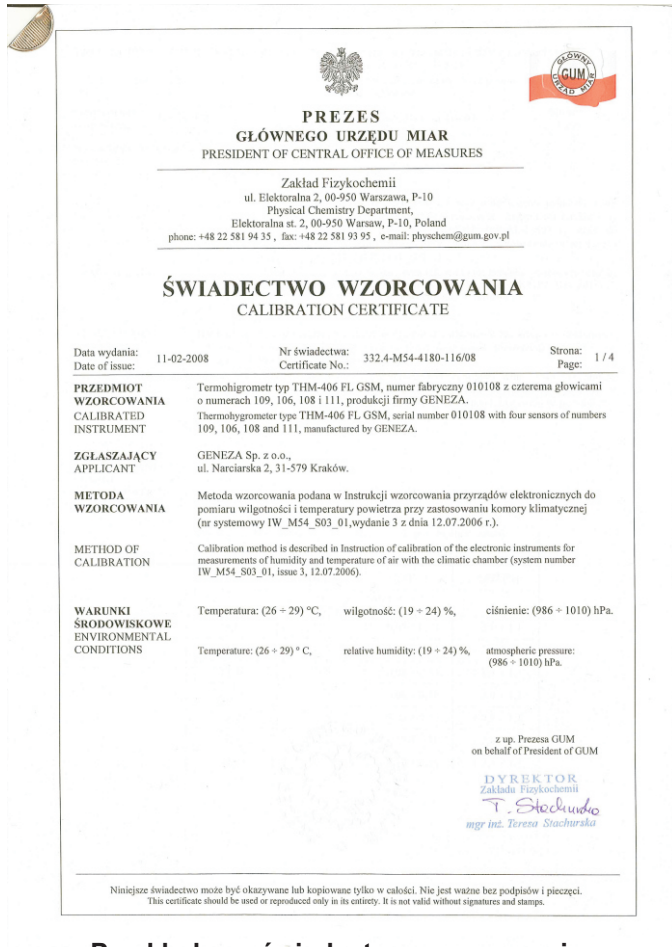 GŁÓWNY
GUM
URZĄD MIAR
PREZES
GŁÓWNEGO URZĘDU MIAR
PRESIDENT OF CENTRAL OFFICE OF MEASURES
Zakład Fizykochemii
ul. Elektoralna 2, 00-950 Warszawa, P-10
Physical Chemistry Department,
Elektoralna st. 2, 00-950 Warsaw, P-10, Poland
phone: +48 22 581 94 35 , fax: +48 22 581 93 95 , e-mail: physchem@gum.gov.pl
ŚWIADECTWO WZORCOWANIA
CALIBRATION CERTIFICATE
Data wydania:
Date of issue:
11-02-2008
Nr świadectwa:
Certificate No.:
332.4-M54-4180-116/08
Strona:
Page:
1 / 4
PRZEDMIOT
WZORCOWANIA
CALIBRATED
INSTRUMENT
Termohigrometr typ THM-406 FL GSM, numer fabryczny 010108 z czterema głowicami
o numerach 109, 106, 108 i 111, produkcji firmy GENEZA.
Thermohygrometer type THM-406 FL GSM, serial number 010108 with four sensors of numbers
109, 106, 108 and 111, manufactured by GENEZA.
ZGŁASZAJĄCY
APPLICANT
GENEZA Sp. z o.o.,
ul. Narciarska 2, 31-579 Kraków.
METODA
WZORCOWANIA
Metoda wzorcowania podana w Instrukcji wzorcowania przyrządów elektronicznych do
pomiaru wilgotności i temperatury powietrza przy zastosowaniu komory klimatycznej
(nr systemowy IW_M54_S03_01,wydanie 3 z dnia 12.07.2006 r.).
METHOD OF
CALIBRATION
Calibration method is described in Instruction of calibration of the electronic instruments for
measurements of humidity and temperature of air with the climatic chamber (system number
IW_M54_S03_01, issue 3, 12.07.2006).
WARUNKI
ŚRODOWISKOWE
ENVIRONMENTAL
CONDITIONS
Temperatura: (26 ÷ 29) °C, wilgotność: (19 ÷ 24) %, ciśnienie: (986 ÷ 1010) hPa.
Temperature: (26 ÷ 29) ° C, relative humidity: (19 ÷ 24) %, atmospheric pressure:
(986 ÷ 1010) hPa.
z up. Prezesa GUM
on behalf of President of GUM
DYREKTOR
Zakładu Fizykochemii
T. Stachurska
mgr inż. Teresa Stachurska
Niniejsze świadectwo może być okazywane lub kopiowane tylko w całości. Nie jest ważne bez podpisów i pieczęci.
This certificate should be used or reproduced only in its entirety. It is not valid without signatures and stamps.